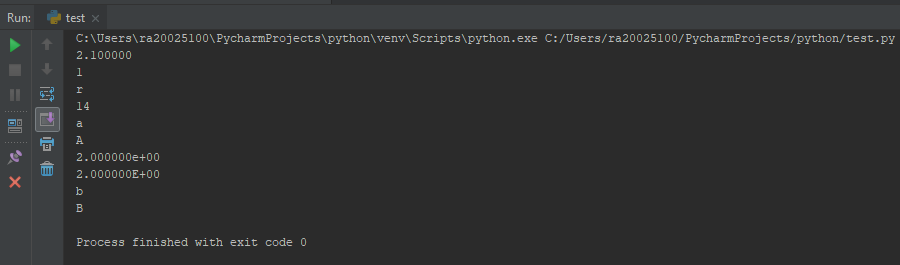 Run: test
C:\Users\ra20025100\PycharmProjects\python\venv\Scripts\python.exe C:/Users/ra20025100/PycharmProjects/python/test.py
2.100000
1
r
14
a
A
2.000000e+00
2.000000E+00
b
B
Process finished with exit code 0